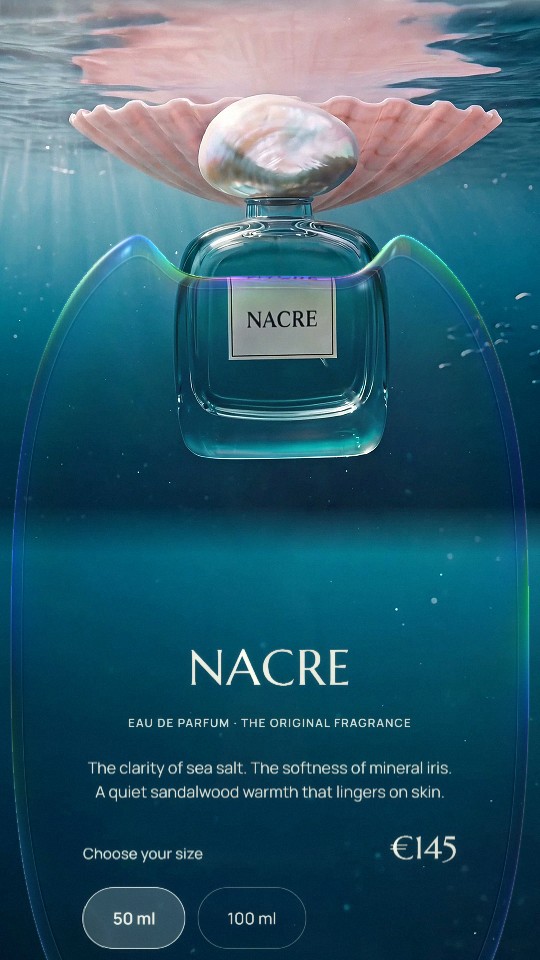 NACRE
NACRE
EAU DE PARFUM · THE ORIGINAL FRAGRANCE
The clarity of sea salt. The softness of mineral iris.
A quiet sandalwood warmth that lingers on skin.
Choose your size
€145
50 ml
100 ml